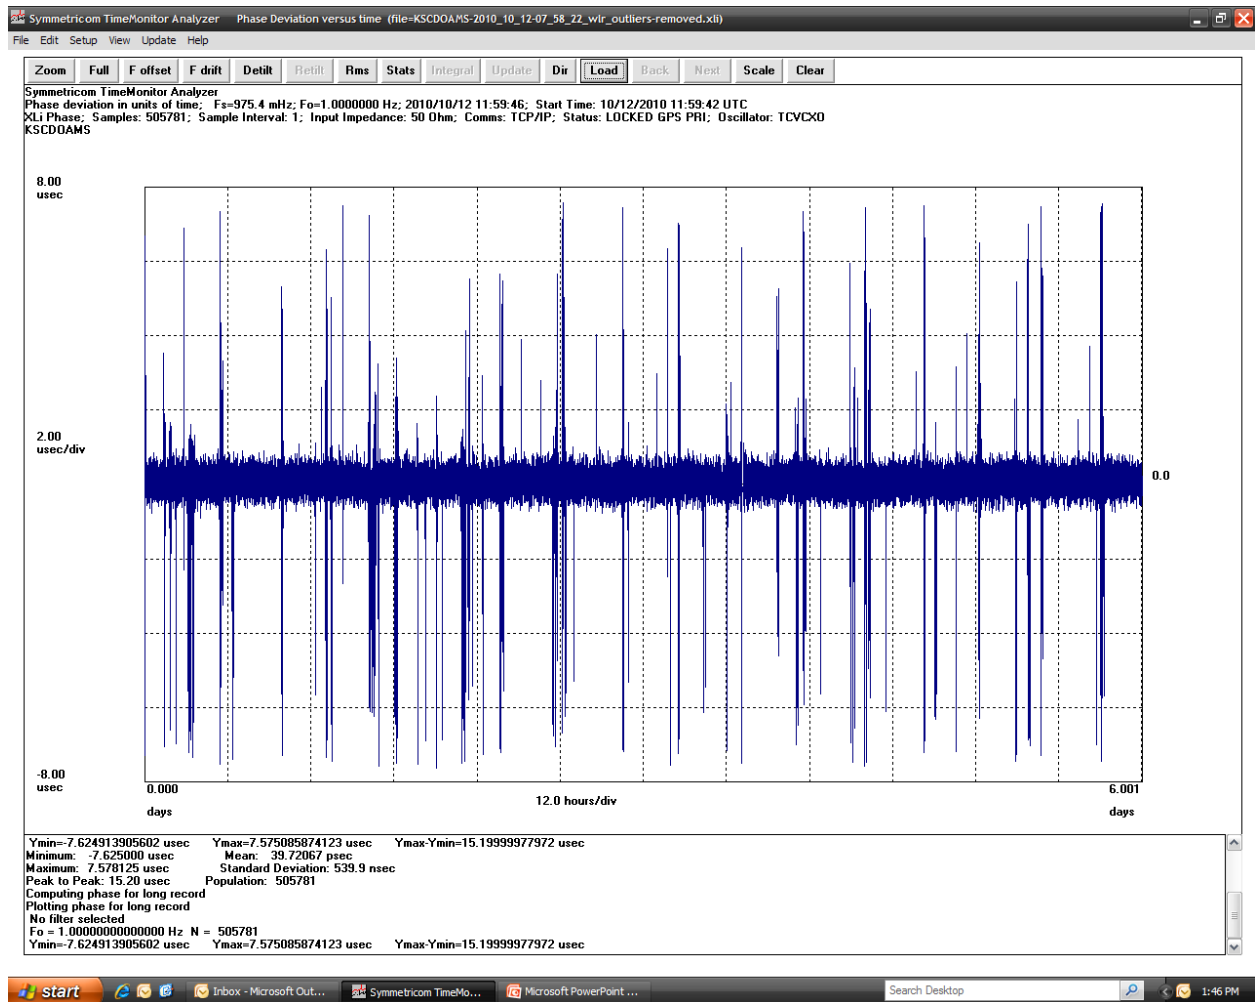 Symmetricom TimeMonitor Analyzer Phase Deviation versus time (file=KSCDOAMS-2010_10_12-07_58_22_wlr_outliers-removed.xli)
File Edit Setup View Update Help
Zoom Full F offset F drift Detilt Retilt Rms Stats Integral Update Dir Load Back Next Scale Clear
Symmetricom TimeMonitor Analyzer
Phase deviation in units of time; Fs=975.4 mHz; Fo=1.0000000 Hz; 2010/10/12 11:59:46; Start Time: 10/12/2010 11:59:42 UTC
XLi Phase; Samples: 505781; Sample Interval: 1; Input Impedance: 50 Ohm; Comms: TCP/IP; Status: LOCKED GPS PRI; Oscillator: TCVCXO
KSCDOAMS
8.00
usec
2.00
usec/div
0.0
-8.00
usec
0.000
days
12.0 hours/div
6.001
days
Ymin=-7.624913905602 usec Ymax=7.575085874123 usec Ymax-Ymin=15.19999977972 usec
Minimum: -7.625000 usec Mean: 39.72067 psec
Maximum: 7.578125 usec Standard Deviation: 539.9 nsec
Peak to Peak: 15.20 usec Population: 505781
Computing phase for long record
Plotting phase for long record
No filter selected
Fo = 1.00000000000000 Hz N = 505781
Ymin=-7.624913905602 usec Ymax=7.575085874123 usec Ymax-Ymin=15.19999977972 usec
start Inbox - Microsoft Out... Symmetricom TimeMo... Microsoft PowerPoint ... Search Desktop 1:46 PM